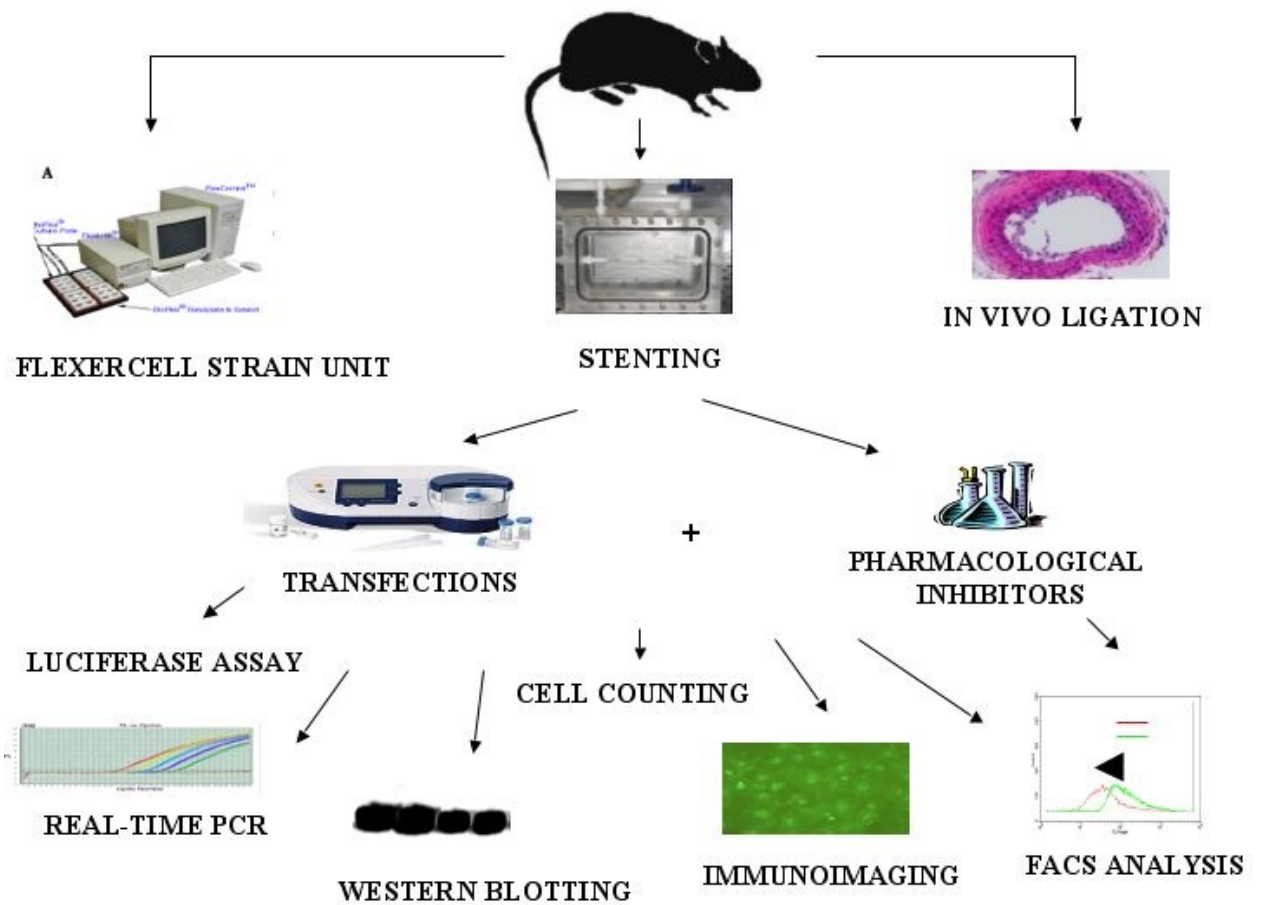 A
FLEXERCELL STRAIN UNIT
STENTING
IN VIVO LIGATION
TRANSFECTIONS
+
PHARMACOLOGICAL
INHIBITORS
LUCIFERASE ASSAY
CELL COUNTING
REAL-TIME PCR
WESTERN BLOTTING
IMMUNOIMAGING
FACS ANALYSIS